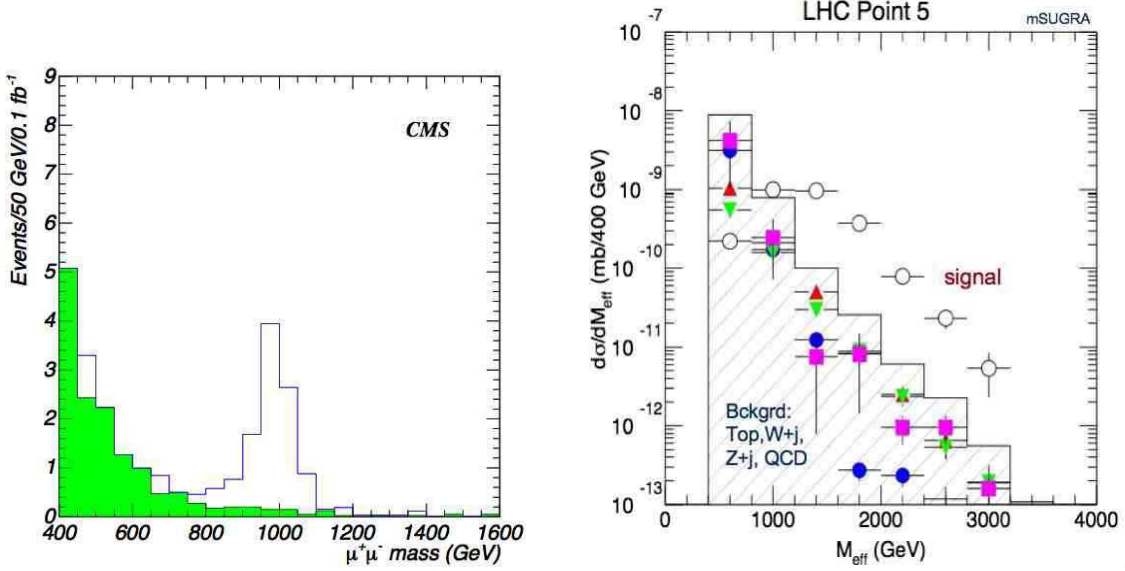 Events/50 GeV/0.1 fb⁻¹
9
8
7
6
5
4
3
2
1
0
CMS
400 600 800 1000 1200 1400 1600
μ⁺μ⁻ mass (GeV)
LHC Point 5
mSUGRA
dσ/dM_eff (mb/400 GeV)
10⁻⁷
10⁻⁸
10⁻⁹
10⁻¹⁰
10⁻¹¹
10⁻¹²
10⁻¹³
signal
Bckgrd:
Top,W+j,
Z+j, QCD
0 1000 2000 3000 4000
M_eff (GeV)